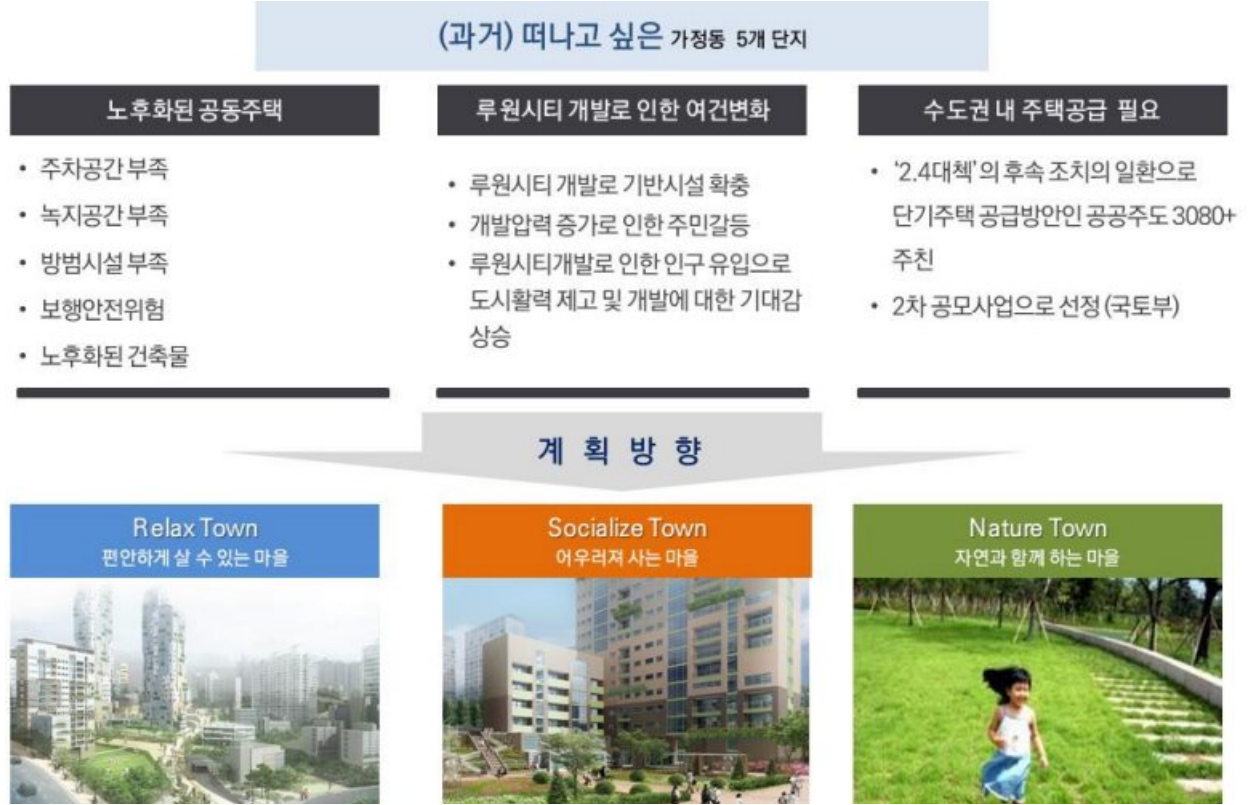 (과거) 떠나고 싶은 가정동 5개 단지
노후화된 공동주택
• 주차공간 부족
• 녹지공간 부족
• 방범시설 부족
• 보행안전위험
• 노후화된 건축물
루원시티 개발로 인한 여건변화
• 루원시티 개발로 기반시설 확충
• 개발압력 증가로 인한 주민갈등
• 루원시티개발로 인한 인구 유입으로
도시활력 제고 및 개발에 대한 기대감
상승
수도권 내 주택공급 필요
• '2.4대첵'의 후속 조치의 일환으로
단기주택 공급방안인 공공주도 3080+
주친
• 2차 공모사업으로 선정 (국토부)
계 획 방 향
Relax Town
편안하게 살 수 있는 마을
Socialize Town
어우러져 사는 마을
Nature Town
자연과 함께 하는 마을